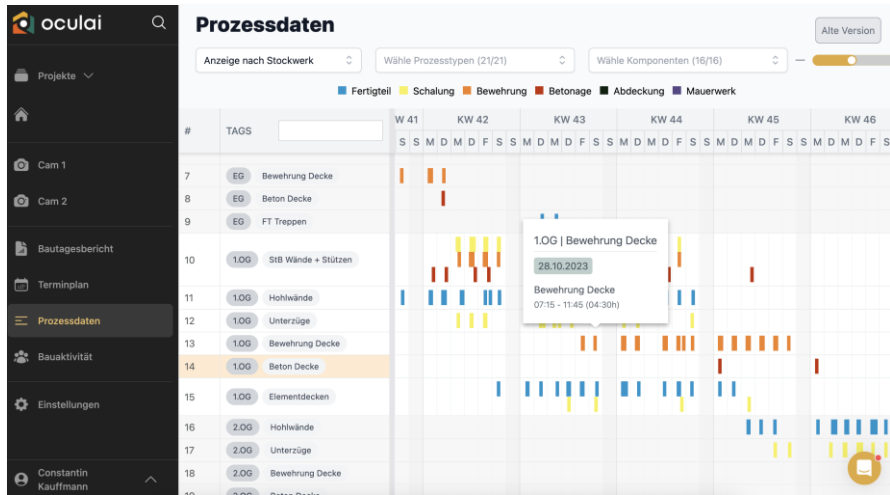 oculai
Prozessdaten
Alte Version
Anzeige nach Stockwerk
Wähle Prozesstypen (21/21)
Wähle Komponenten (16/16)
Projekte
Fertigteil Schalung Bewehrung Betonage Abdeckung Mauerwerk
# TAGS
W 41 KW 42 KW 43 KW 44 KW 45 KW 46
S S M D M D F S S M D M D F S S M D M D F S S M D M D F S S M D M D F S
Cam 1
Cam 2
Bautagesbericht
Terminplan
Prozessdaten
Bauaktivität
Einstellungen
Constantin
Kauffmann
7 EG Bewehrung Decke
8 EG Beton Decke
9 EG FT Treppen
10 1.OG StB Wände + Stützen
11 1.OG Hohlwände
12 1.OG Unterzüge
13 1.OG Bewehrung Decke
14 1.OG Beton Decke
15 1.OG Elementdecken
16 2.OG Hohlwände
17 2.OG Unterzüge
18 2.OG Bewehrung Decke
19 2.OG Beton Decke
1.OG | Bewehrung Decke
28.10.2023
Bewehrung Decke
07:15 - 11:45 (04:30h)